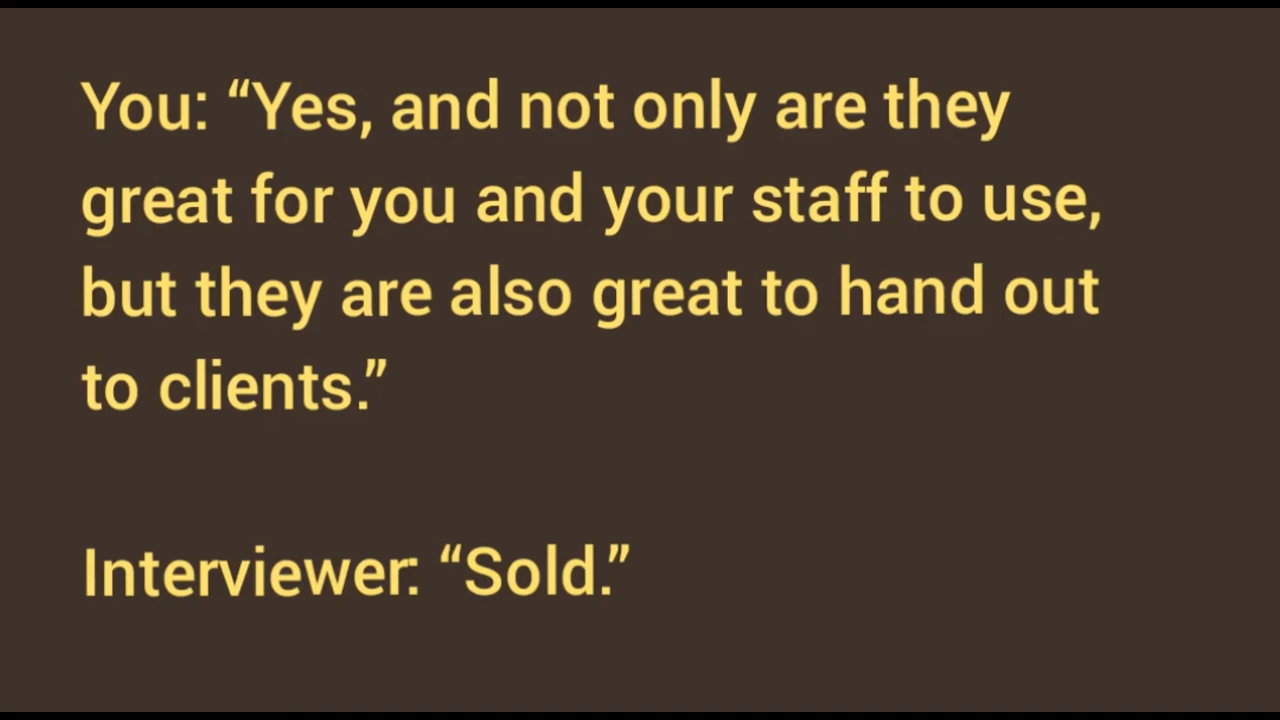 You: “Yes, and not only are they
great for you and your staff to use,
but they are also great to hand out
to clients.”
Interviewer: “Sold.”